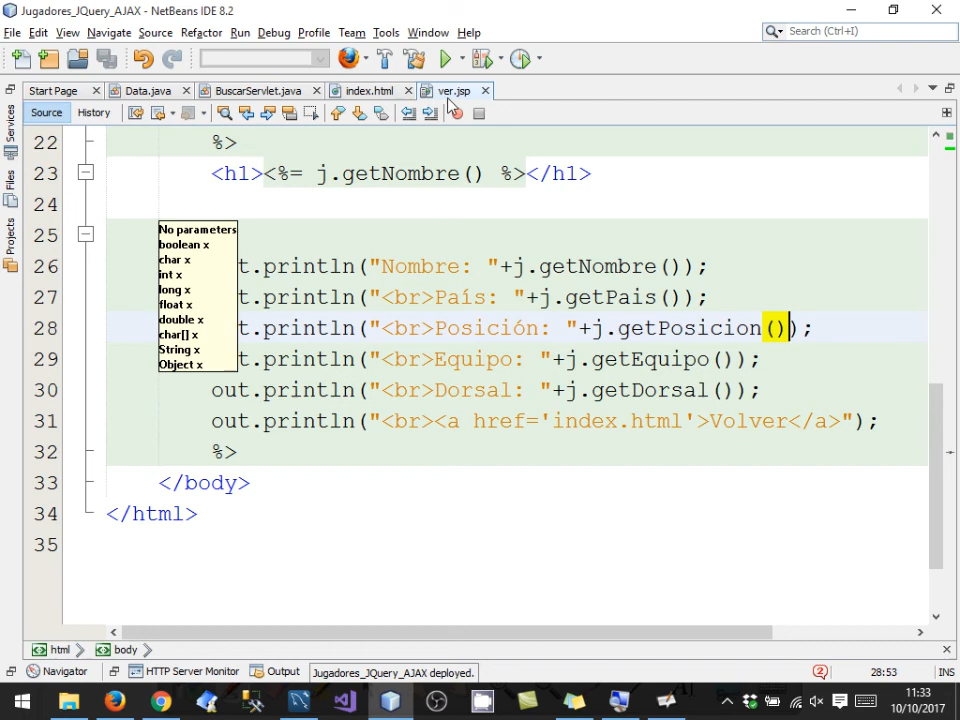 Jugadores_JQuery_AJAX - NetBeans IDE 8.2
File Edit View Navigate Source Refactor Run Debug Profile Team Tools Window Help
Search (Ctrl+I)
Start Page Data.java BuscarServlet.java index.html ver.jsp
Source History
Services
Files
Projects
22 %>
23 <h1><%= j.getNombre() %></h1>
24
25
No parameters
boolean x
char x
int x
long x
float x
double x
char[] x
String x
Object x
26 t.println("Nombre: "+j.getNombre());
27 t.println("<br>País: "+j.getPais());
28 t.println("<br>Posición: "+j.getPosicion());
29 t.println("<br>Equipo: "+j.getEquipo());
30 out.println("<br>Dorsal: "+j.getDorsal());
31 out.println("<br><a href='index.html'>Volver</a>");
32 %>
33 </body>
34 </html>
35
html body
Navigator HTTP Server Monitor Output Jugadores_JQuery_AJAX deployed. 2 28:53 INS
11:33
10/10/2017